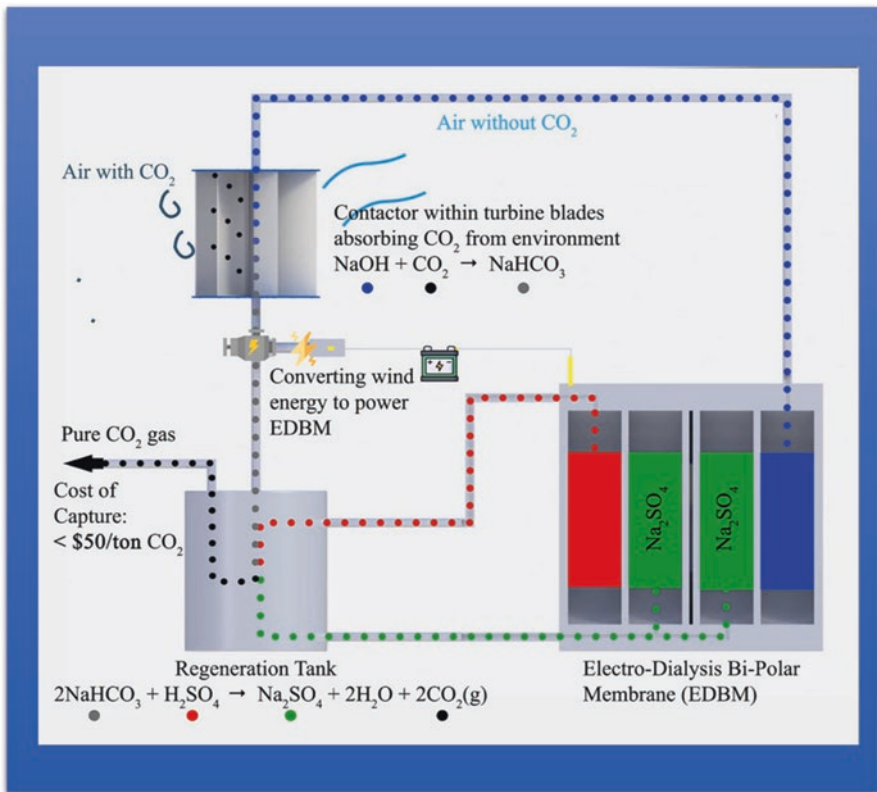 Air without CO₂
Air with CO₂
Contactor within turbine blades
absorbing CO₂ from environment
NaOH + CO₂ → NaHCO₃
Converting wind
energy to power
EDBM
+ -
Pure CO₂ gas
Cost of
Capture:
< $50/ton CO₂
Na₂SO₄
Na₂SO₄
Regeneration Tank
2NaHCO₃ + H₂SO₄ → Na₂SO₄ + 2H₂O + 2CO₂(g)
Electro-Dialysis Bi-Polar
Membrane (EDBM)